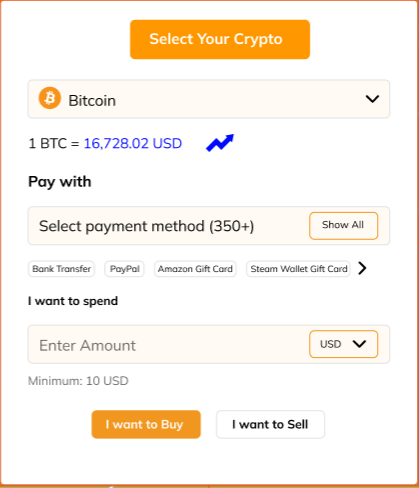 Select Your Crypto
Bitcoin
1 BTC = 16,728.02 USD
Pay with
Select payment method (350+) Show All
Bank Transfer PayPal Amazon Gift Card Steam Wallet Gift Card
I want to spend
Enter Amount USD
Minimum: 10 USD
I want to Buy I want to Sell